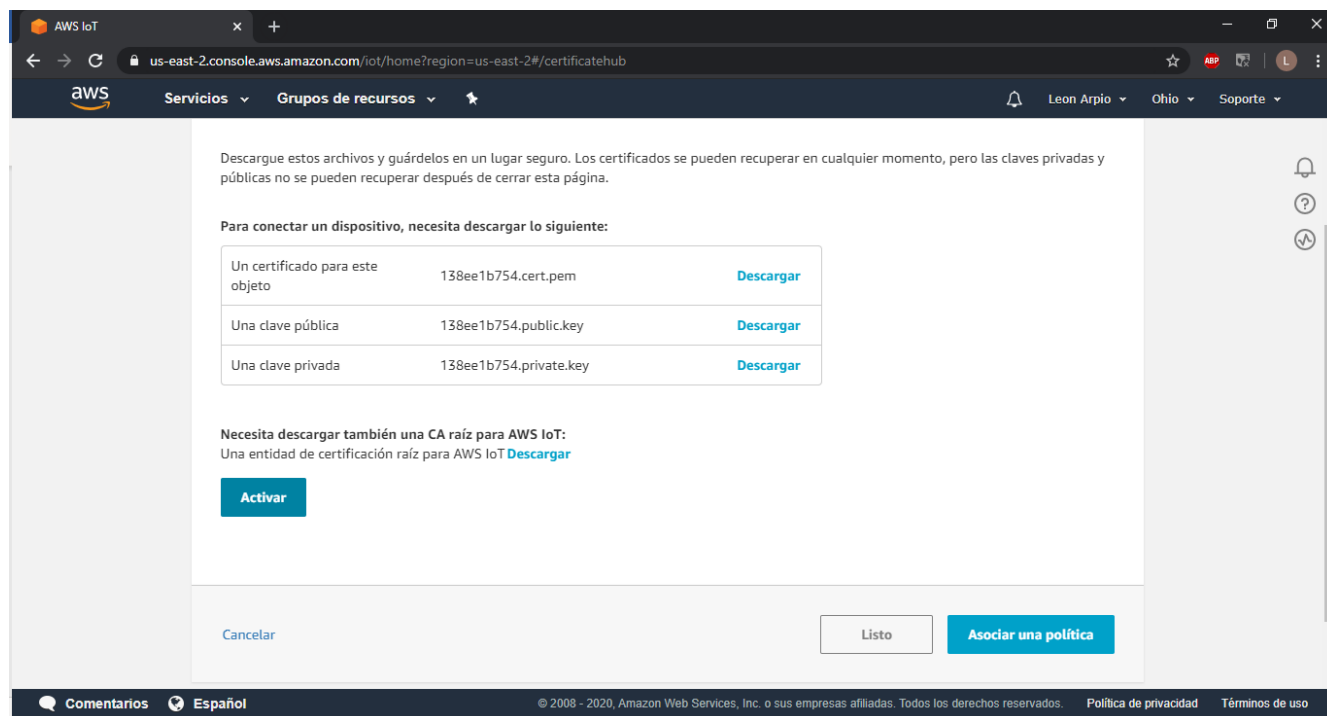 AWS IoT
us-east-2.console.aws.amazon.com/iot/home?region=us-east-2#/certificatehub
ABP
L
aws Servicios Grupos de recursos Leon Arpio Ohio Soporte
Descargue estos archivos y guárdelos en un lugar seguro. Los certificados se pueden recuperar en cualquier momento, pero las claves privadas y
públicas no se pueden recuperar después de cerrar esta página.
Para conectar un dispositivo, necesita descargar lo siguiente:
Un certificado para este
objeto
138ee1b754.cert.pem Descargar
Una clave pública 138ee1b754.public.key Descargar
Una clave privada 138ee1b754.private.key Descargar
Necesita descargar también una CA raíz para AWS IoT:
Una entidad de certificación raíz para AWS IoT Descargar
Activar
Cancelar Listo Asociar una política
Comentarios Español © 2008 - 2020, Amazon Web Services, Inc. o sus empresas afiliadas. Todos los derechos reservados. Política de privacidad Términos de uso